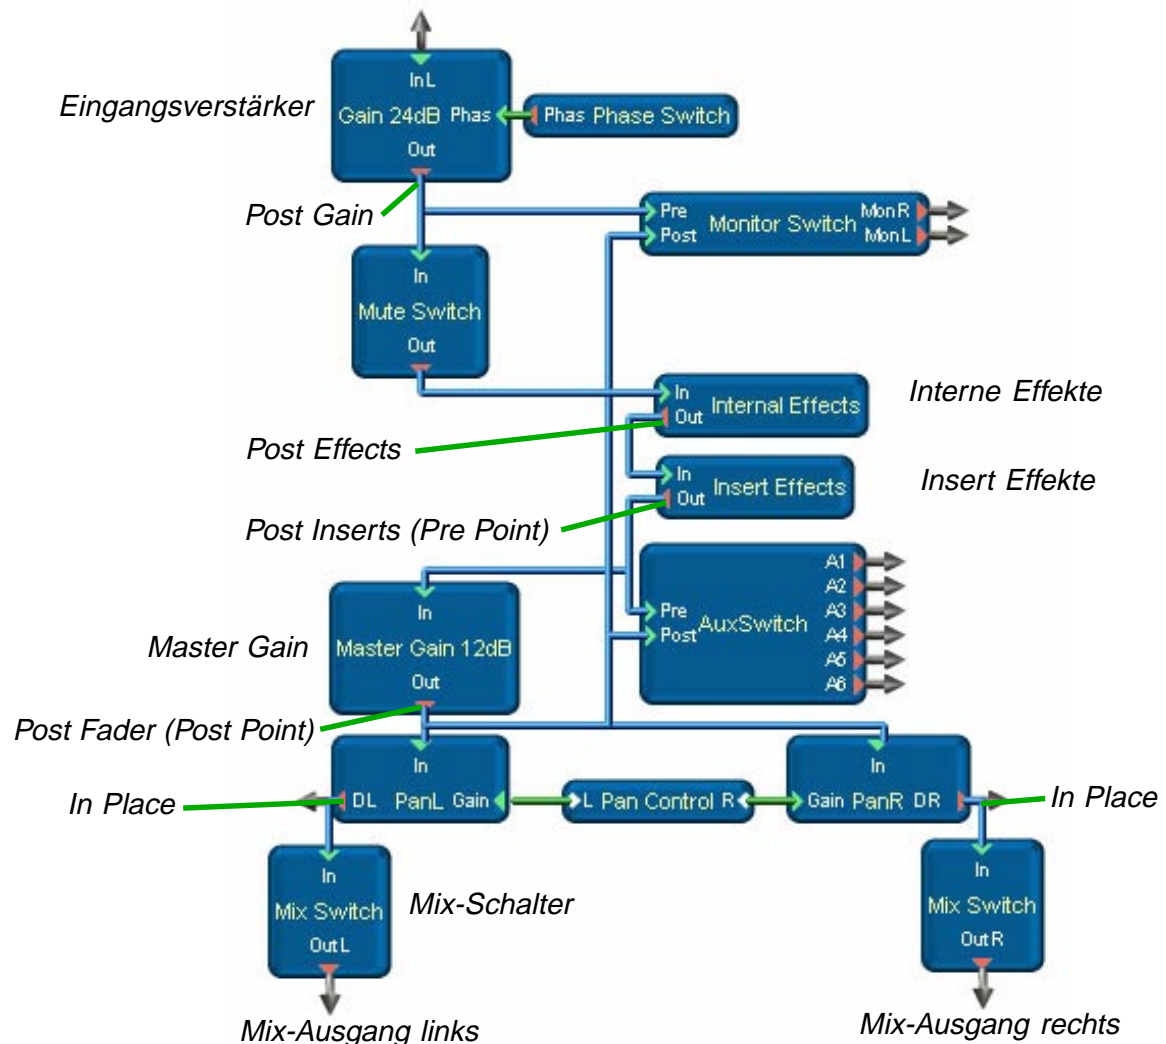 In L
Eingangsverstärker
Gain 24dB Phas
Phas Phase Switch
Out
Post Gain
Pre
Post
Monitor Switch
Mon R
Mon L
In
Mute Switch
Out
In
Out
Internal Effects
Interne Effekte
Post Effects
In
Out
Insert Effects
Insert Effekte
Post Inserts (Pre Point)
A1
A2
A3
A4
A5
A6
Pre
Post
AuxSwitch
In
Master Gain
Master Gain 12dB
Out
Post Fader (Post Point)
In
In Place
DL PanL Gain
L Pan Control R
In
Gain PanR DR
In Place
In
Mix Switch
Out L
Mix-Schalter
In
Mix Switch
Out R
Mix-Ausgang links
Mix-Ausgang rechts